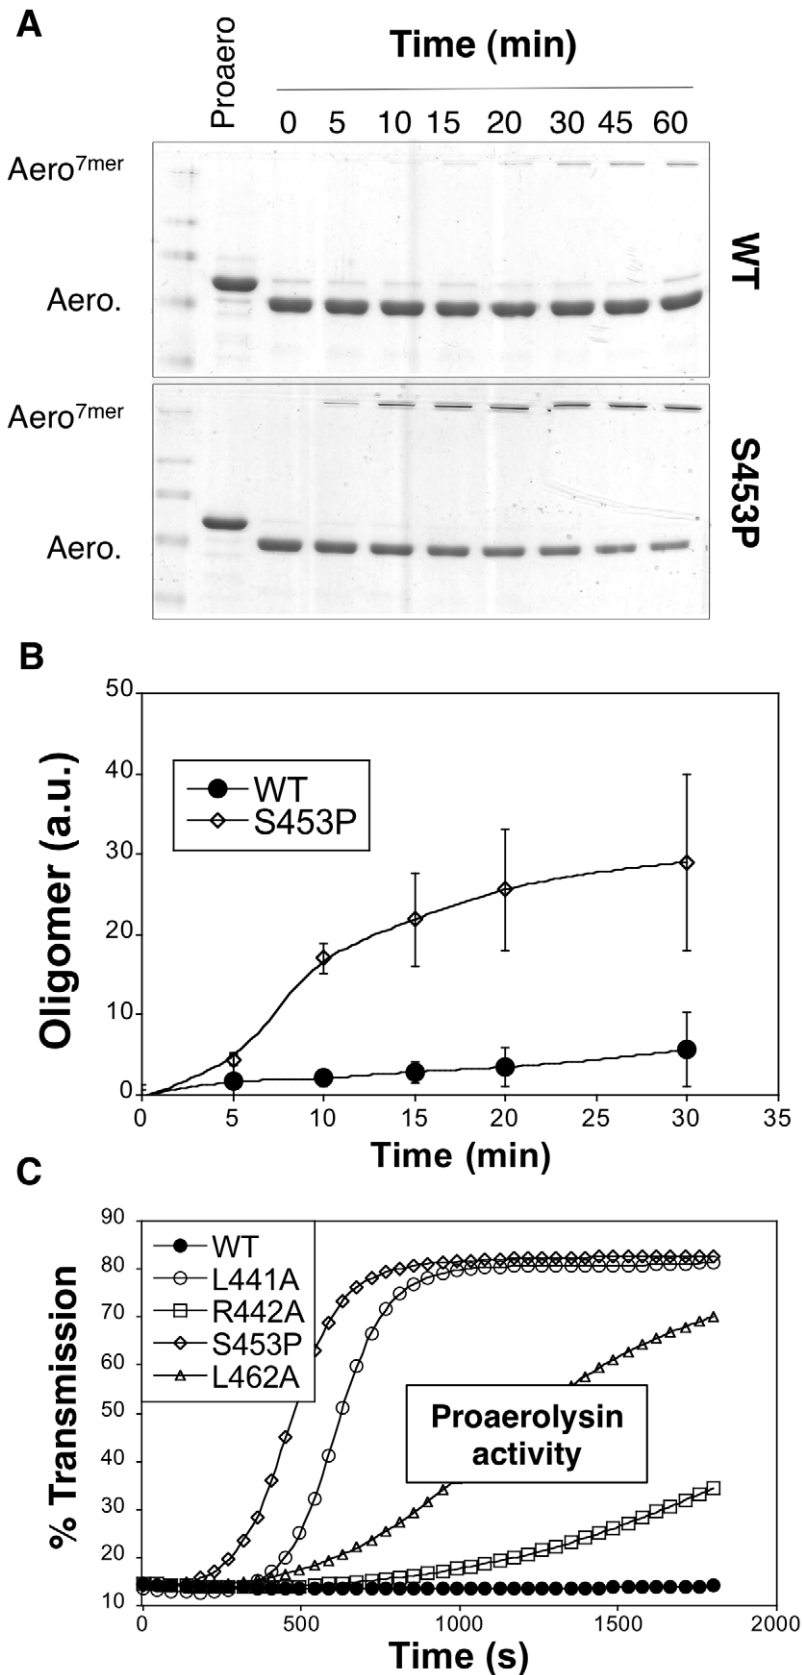 A
Proaero
Time (min)
0 5 10 15 20 30 45 60
Aero7mer
Aero.
WT
Aero7mer
Aero.
S453P
B
50
40
30
20
10
0
Oligomer (a.u.)
WT
S453P
0 5 10 15 20 25 30 35
Time (min)
C
90
80
70
60
50
40
30
20
10
% Transmission
WT
L441A
R442A
S453P
L462A
Proaerolysin
activity
0 500 1000 1500 2000
Time (s)